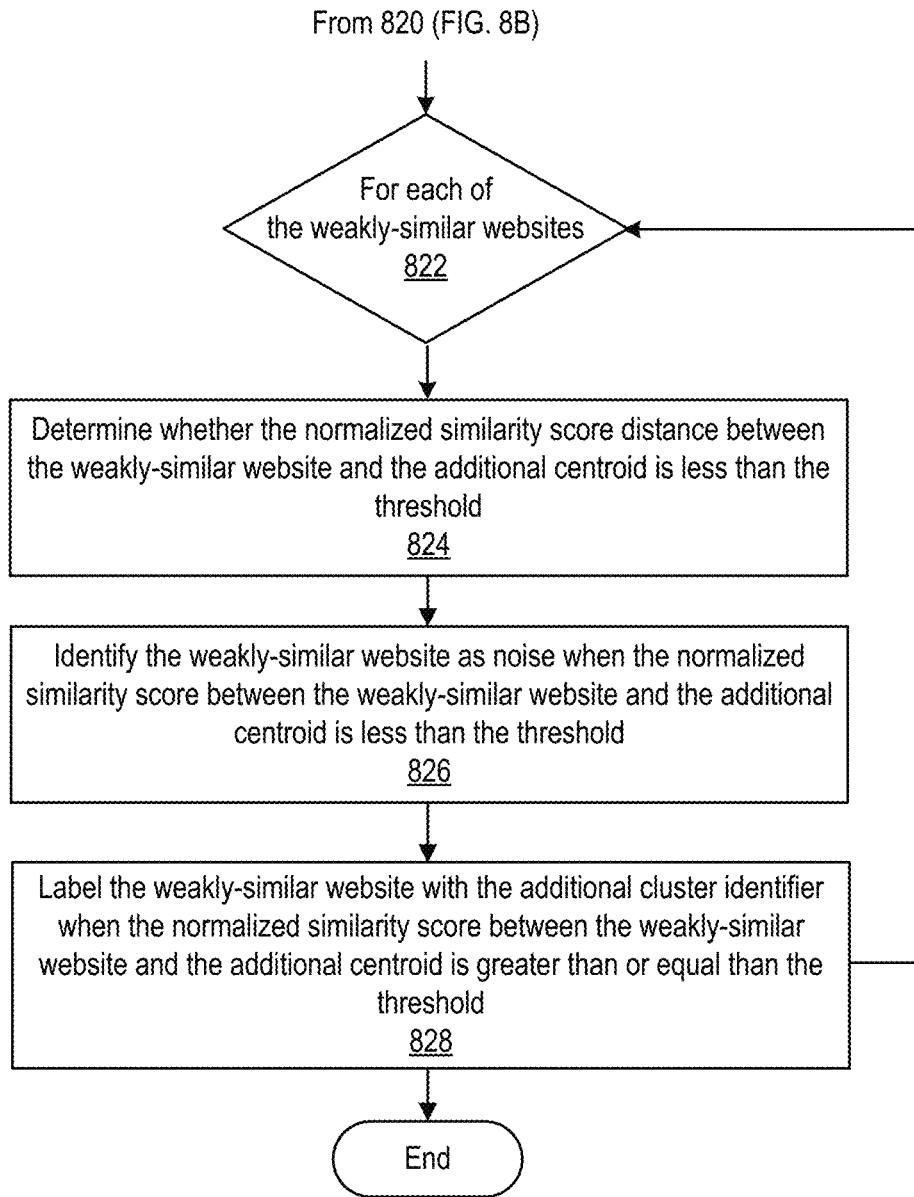 From 820 (FIG. 8B)
For each of
the weakly-similar websites
822
Determine whether the normalized similarity score distance between
the weakly-similar website and the additional centroid is less than the
threshold
824
Identify the weakly-similar website as noise when the normalized
similarity score between the weakly-similar website and the additional
centroid is less than the threshold
826
Label the weakly-similar website with the additional cluster identifier
when the normalized similarity score between the weakly-similar
website and the additional centroid is greater than or equal than the
threshold
828
End